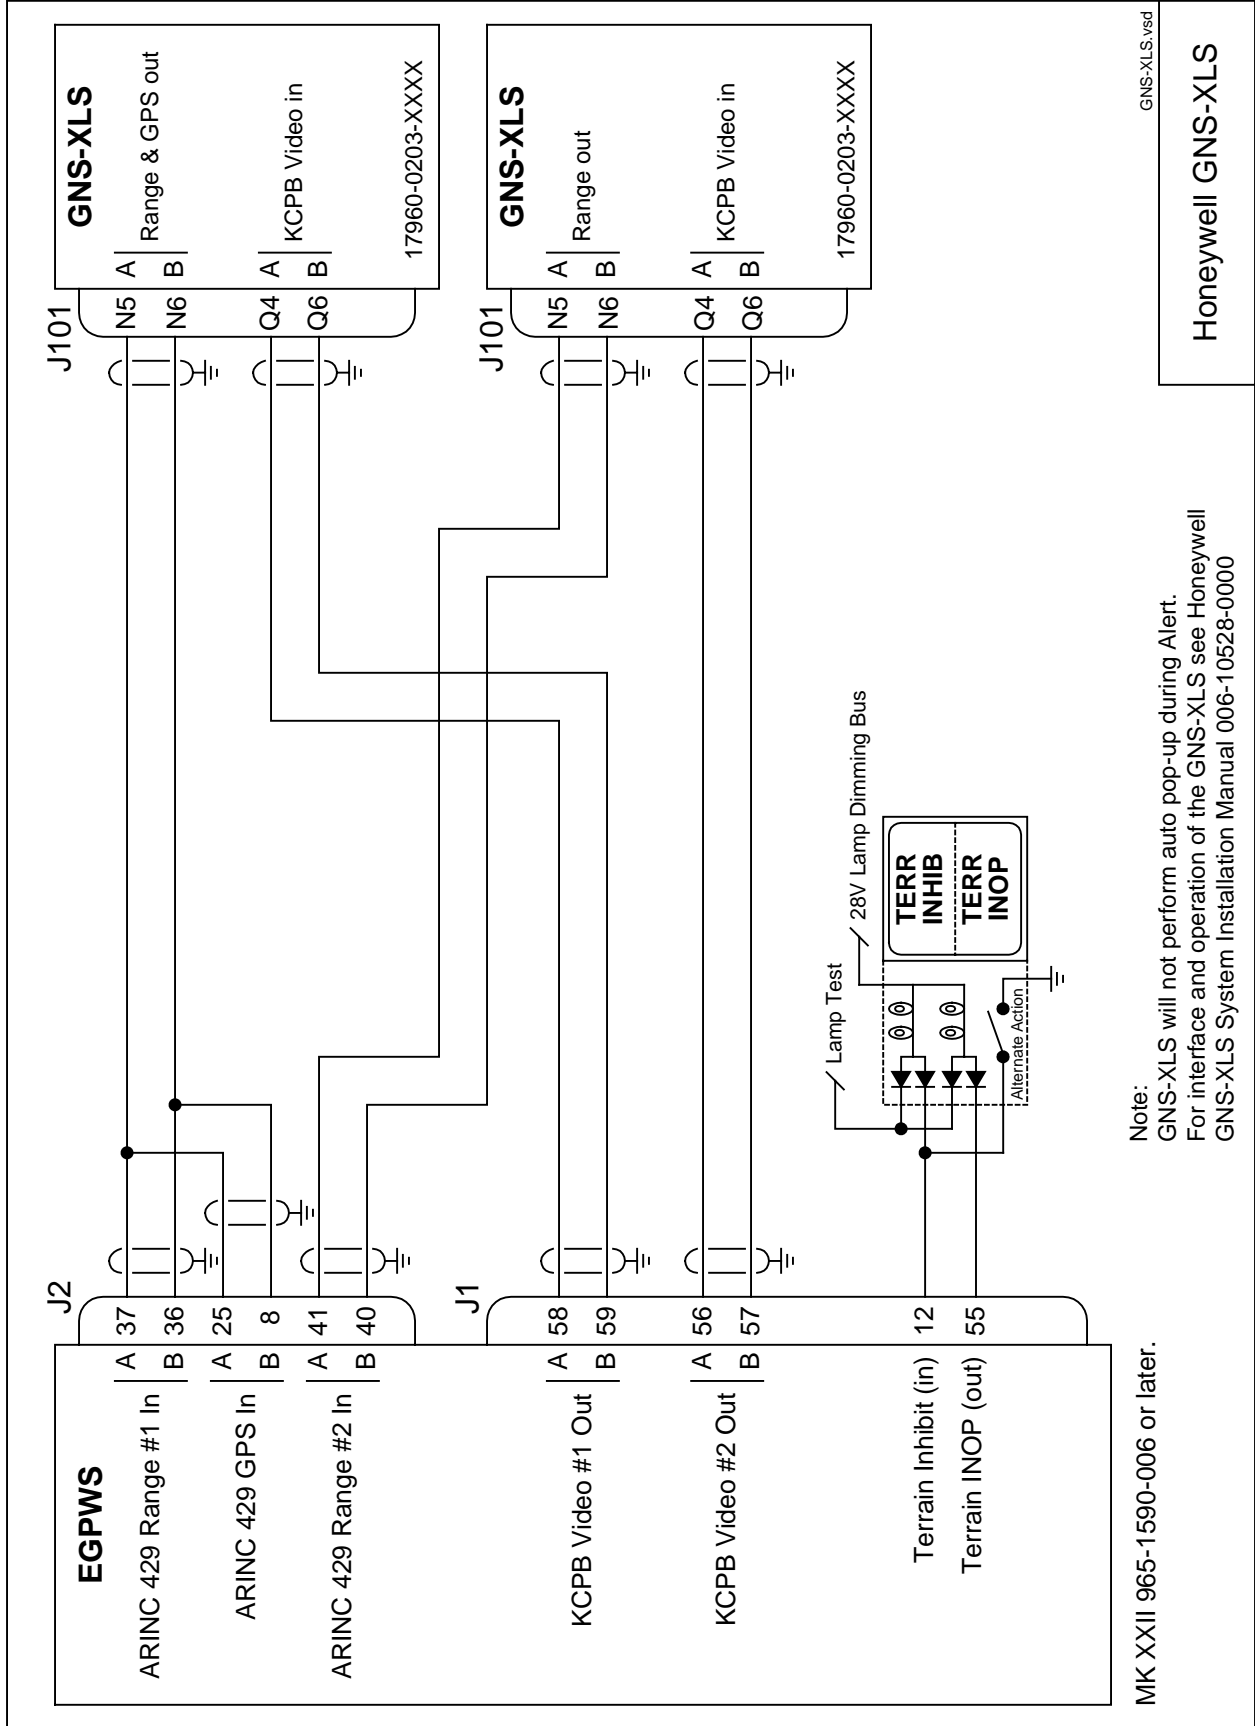 EGPWS
J2
ARINC 429 Range #1 In
A 37
B 36
ARINC 429 GPS In
A 25
B 8
ARINC 429 Range #2 In
A 41
B 40
J1
KCPB Video #1 Out
A 58
B 59
KCPB Video #2 Out
A 56
B 57
Terrain Inhibit (in) 12
Terrain INOP (out) 55
MK XXII 965-1590-006 or later.
Lamp Test
28V Lamp Dimming Bus
Alternate Action
TERR
INHIB
TERR
INOP
J101
GNS-XLS
N5 A
N6 B
Range & GPS out
Q4 A
Q6 B
KCPB Video in
17960-0203-XXXX
J101
GNS-XLS
N5 A
N6 B
Range out
Q4 A
Q6 B
KCPB Video in
17960-0203-XXXX
Note:
GNS-XLS will not perform auto pop-up during Alert.
For interface and operation of the GNS-XLS see Honeywell
GNS-XLS System Installation Manual 006-10528-0000
GNS-XLS.vsd
Honeywell GNS-XLS